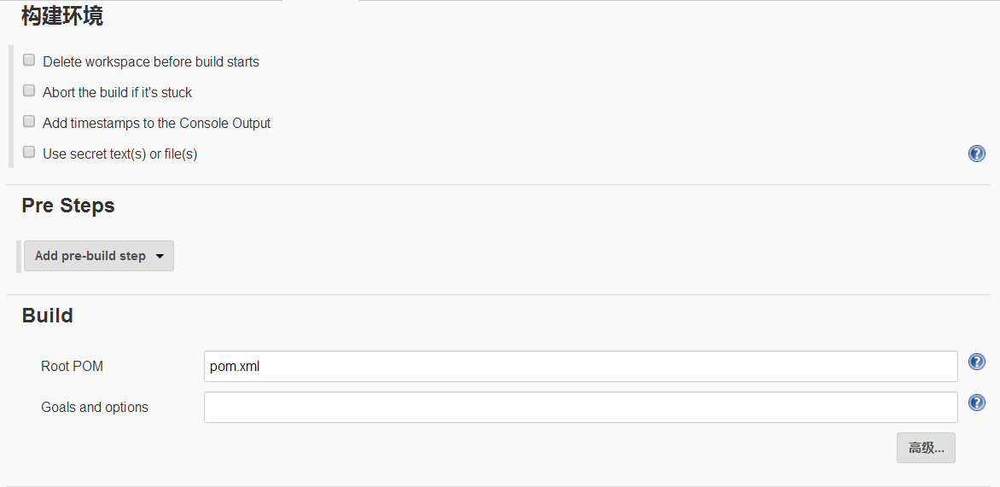 构建环境
Delete workspace before build starts
Abort the build if it's stuck
Add timestamps to the Console Output
Use secret text(s) or file(s)
Pre Steps
Add pre-build step
Build
Root POM
pom.xml
Goals and options
高级...